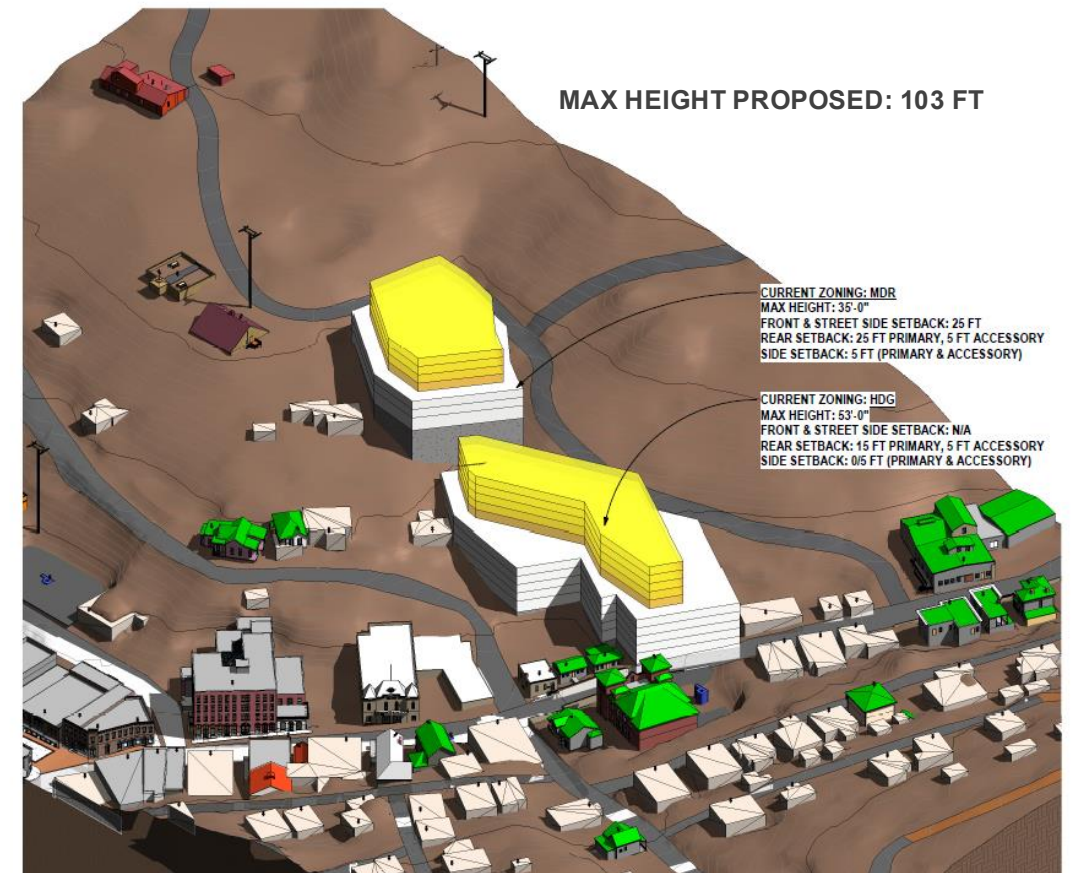 MAX HEIGHT PROPOSED: 103 FT
CURRENT ZONING: MDR
MAX HEIGHT: 35'-0"
FRONT & STREET SIDE SETBACK: 25 FT
REAR SETBACK: 25 FT PRIMARY, 5 FT ACCESSORY
SIDE SETBACK: 5 FT (PRIMARY & ACCESSORY)
CURRENT ZONING: HDG
MAX HEIGHT: 53'-0"
FRONT & STREET SIDE SETBACK: N/A
REAR SETBACK: 15 FT PRIMARY, 5 FT ACCESSORY
SIDE SETBACK: 0/5 FT (PRIMARY & ACCESSORY)